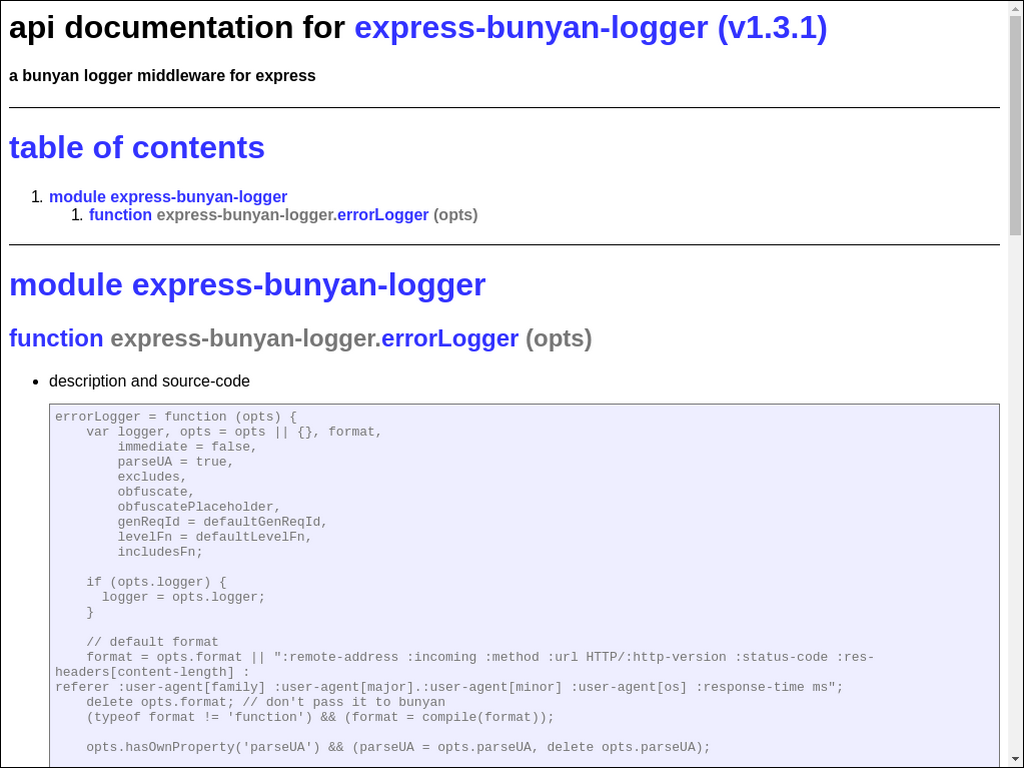 api documentation for express-bunyan-logger (v1.3.1)
a bunyan logger middleware for express
table of contents
1. module express-bunyan-logger
1. function express-bunyan-logger.errorLogger (opts)
module express-bunyan-logger
function express-bunyan-logger.errorLogger (opts)
• description and source-code
errorLogger = function (opts) {
    var logger, opts = opts || {}, format,
        immediate = false,
        parseUA = true,
        excludes,
        obfuscate,
        obfuscatePlaceholder,
        genReqId = defaultGenReqId,
        levelFn = defaultLevelFn,
        includesFn;
    if (opts.logger) {
      logger = opts.logger;
    }
    // default format
    format = opts.format || ":remote-address :incoming :method :url HTTP/:http-version :status-code :res-
headers[content-length] :
referer :user-agent[family] :user-agent[major].:user-agent[minor] :user-agent[os] :response-time ms";
    delete opts.format; // don't pass it to bunyan
    (typeof format != 'function') && (format = compile(format));
    opts.hasOwnProperty('parseUA') && (parseUA = opts.parseUA, delete opts.parseUA);